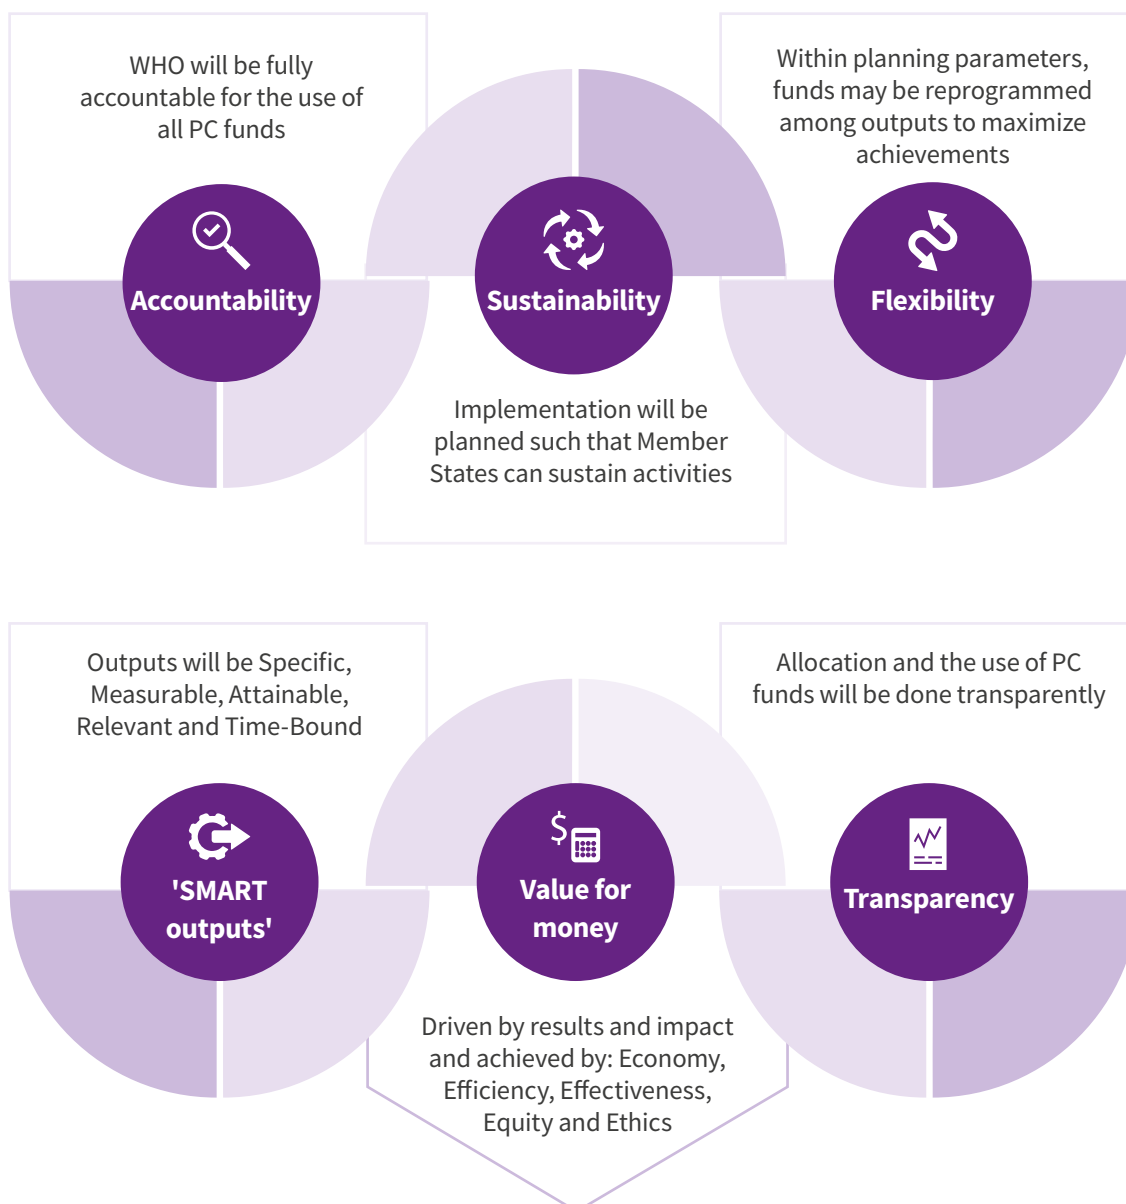 WHO will be fully
accountable for the use of
all PC funds
Accountability
Sustainability
Implementation will be
planned such that Member
States can sustain activities
Within planning parameters,
funds may be reprogrammed
among outputs to maximize
achievements
Flexibility
Outputs will be Specific,
Measurable, Attainable,
Relevant and Time-Bound
'SMART
outputs'
Value for
money
Driven by results and impact
and achieved by: Economy,
Efficiency, Effectiveness,
Equity and Ethics
Allocation and the use of PC
funds will be done transparently
Transparency